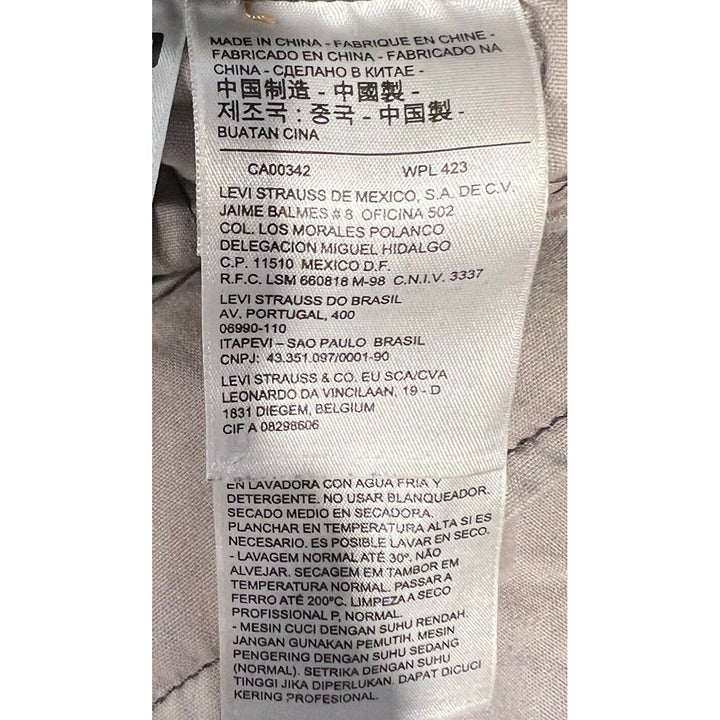 MADE IN CHINA - FABRIQUE EN CHINE -
FABRICADO EN CHINA - FABRICADO NA
CHINA - СДЕЛАНО В КИТАЕ -
中国制造 - 中國製 -
제조국 : 중국 - 中国製 -
BUATAN CINA
CA00342 WPL 423
LEVI STRAUSS DE MEXICO, S.A. DE C.V.
JAIME BALMES # 8 OFICINA 502
COL. LOS MORALES POLANCO
DELEGACION MIGUEL HIDALGO
C.P. 11510 MEXICO D.F.
R.F.C. LSM 660818 M-98 C.N.I.V. 3337
LEVI STRAUSS DO BRASIL
AV. PORTUGAL, 400
06990-110
ITAPEVI – SAO PAULO BRASIL
CNPJ: 43.351.097/0001-90
LEVI STRAUSS & CO. EU SCA/CVA
LEONARDO DA VINCILAAN, 19 - D
1831 DIEGEM, BELGIUM
CIF A 08298606
EN LAVADORA CON AGUA FRIA Y
DETERGENTE. NO USAR BLANQUEADOR.
SECADO MEDIO EN SECADORA.
PLANCHAR EN TEMPERATURA ALTA SI ES
NECESARIO. ES POSIBLE LAVAR EN SECO.
- LAVAGEM NORMAL ATÉ 30º. NÃO
ALVEJAR. SECAGEM EM TAMBOR EM
TEMPERATURA NORMAL. PASSAR A
FERRO ATÉ 200ºC. LIMPEZA A SECO
PROFISSIONAL P, NORMAL.
- MESIN CUCI DENGAN SUHU RENDAH.
JANGAN GUNAKAN PEMUTIH. MESIN
PENGERING DENGAN SUHU SEDANG
(NORMAL). SETRIKA DENGAN SUHU
TINGGI JIKA DIPERLUKAN. DAPAT DICUCI
KERING PROFESIONAL.